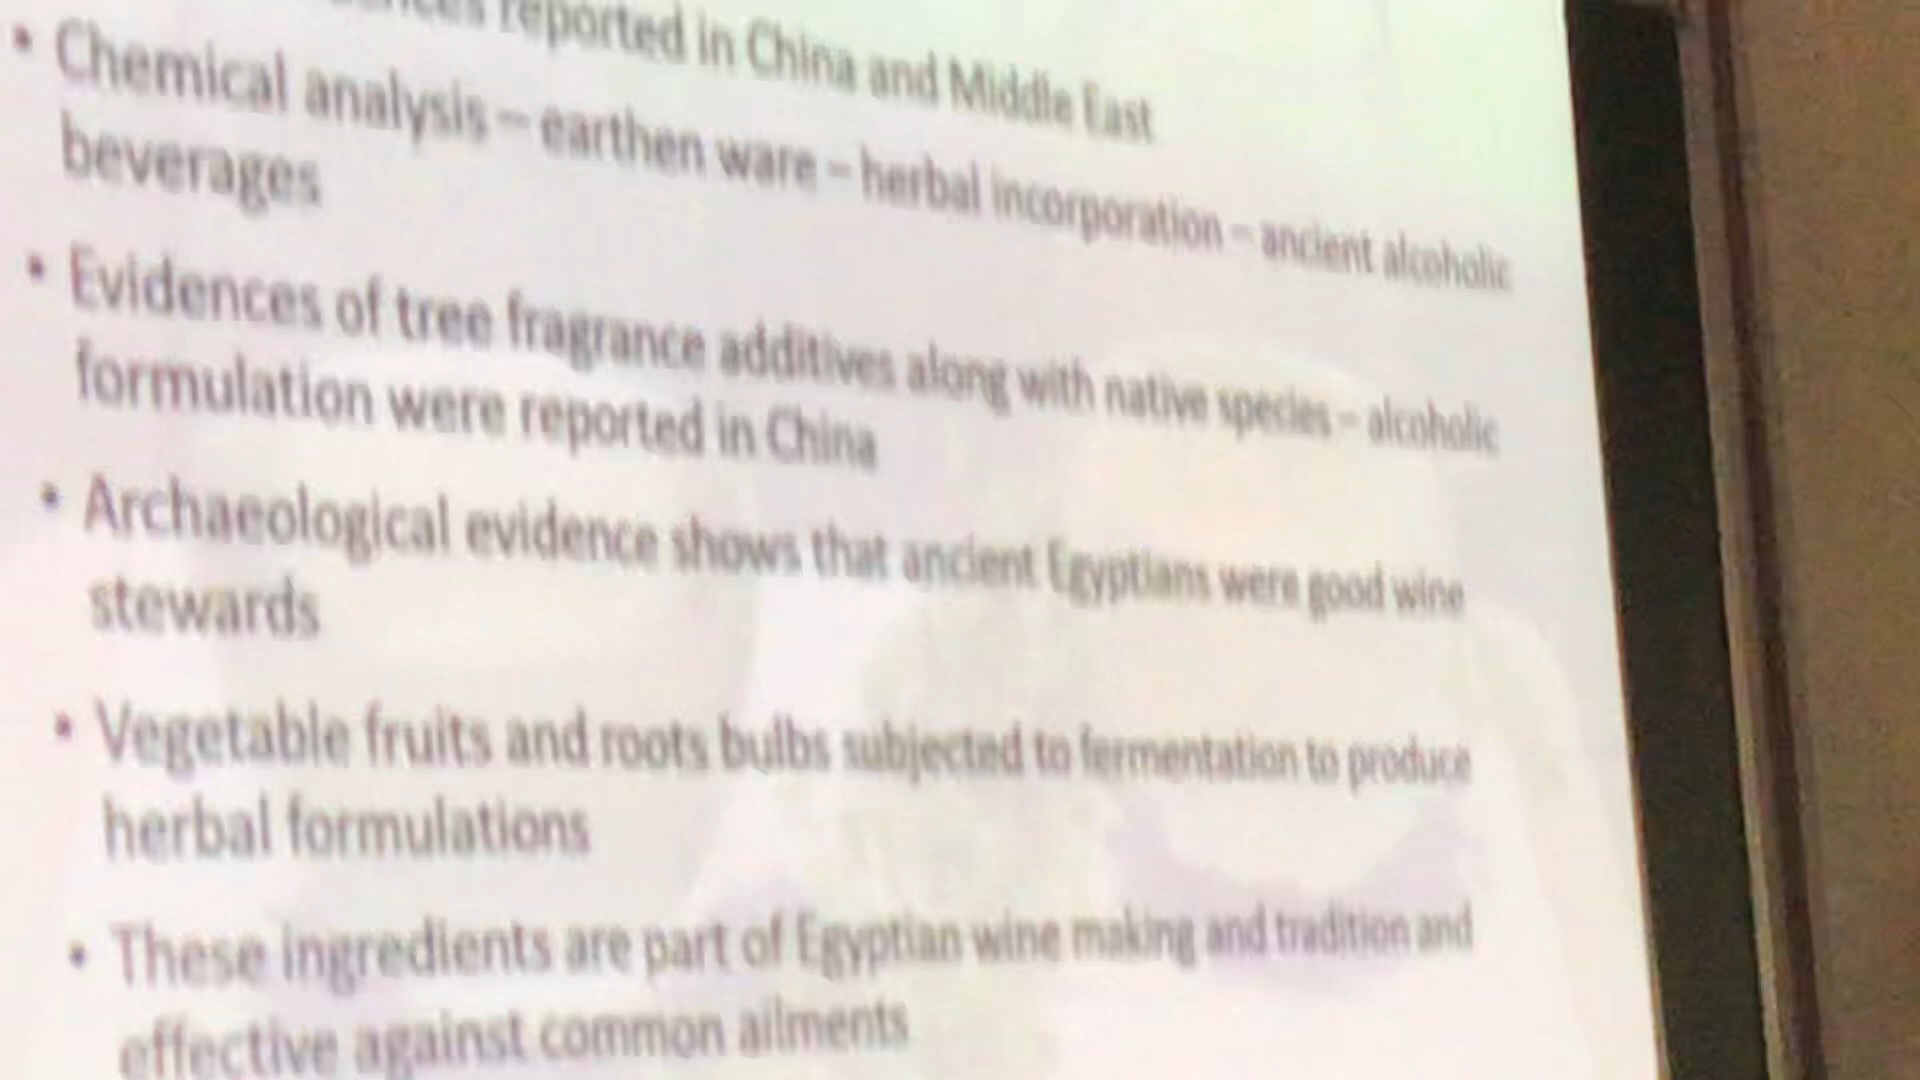 reported in China and Middle East
• Chemical analysis – earthen ware – herbal incorporation – ancient alcoholic
beverages
• Evidences of tree fragrance additives along with native species – alcoholic
formulation were reported in China
• Archaeological evidence shows that ancient Egyptians were good wine
stewards
• Vegetable fruits and roots bulbs subjected to fermentation to produce
herbal formulations
• These ingredients are part of Egyptian wine making and tradition and
effective against common ailments